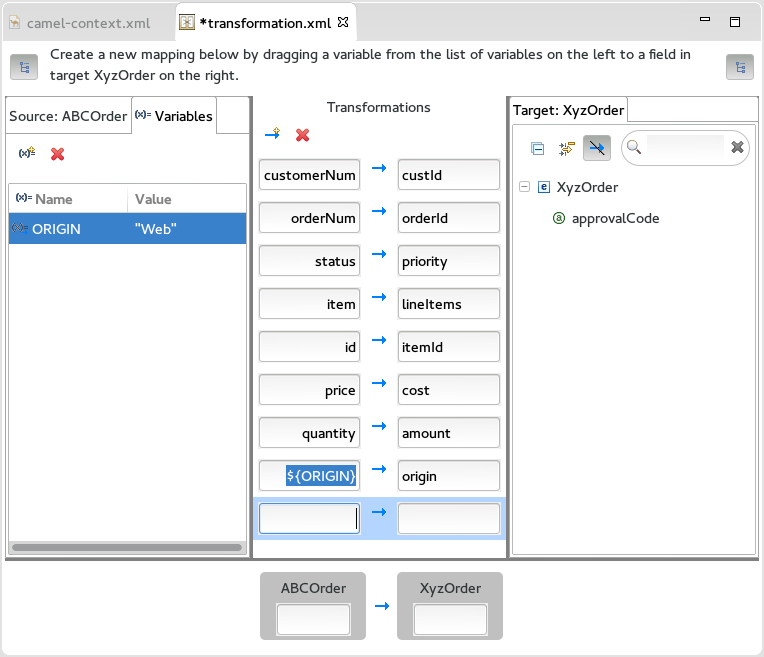 camel-context.xml
*transformation.xml
Create a new mapping below by dragging a variable from the list of variables on the left to a field in
target XyzOrder on the right.
Source: ABCOrder
(x)= Variables
(x)= Name Value
(x)= ORIGIN "Web"
Transformations
customerNum custId
orderNum orderId
status priority
item lineItems
id itemId
price cost
quantity amount
${ORIGIN} origin
Target: XyzOrder
e XyzOrder
a approvalCode
ABCOrder
XyzOrder